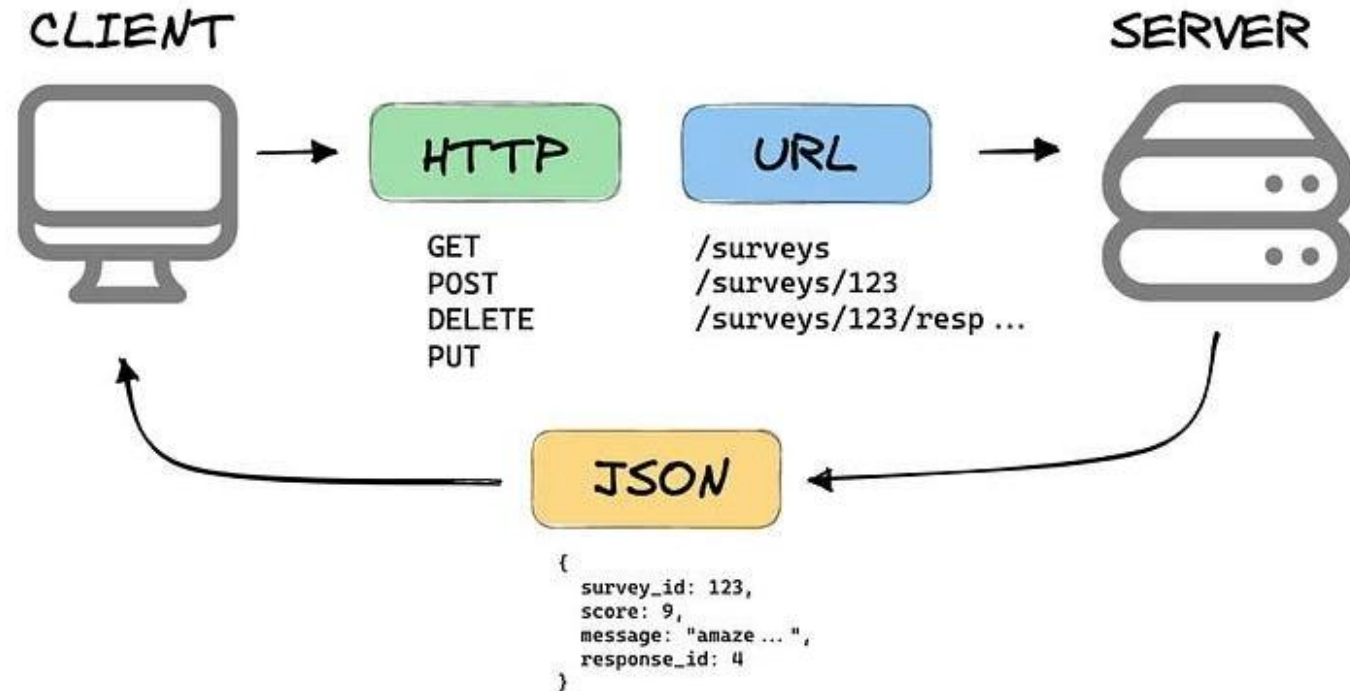 CLIENT
SERVER
HTTP
URL
GET
POST
DELETE
PUT
/surveys
/surveys/123
/surveys/123/resp ...
JSON
{
survey_id: 123,
score: 9,
message: "amaze ... ",
response_id: 4
}